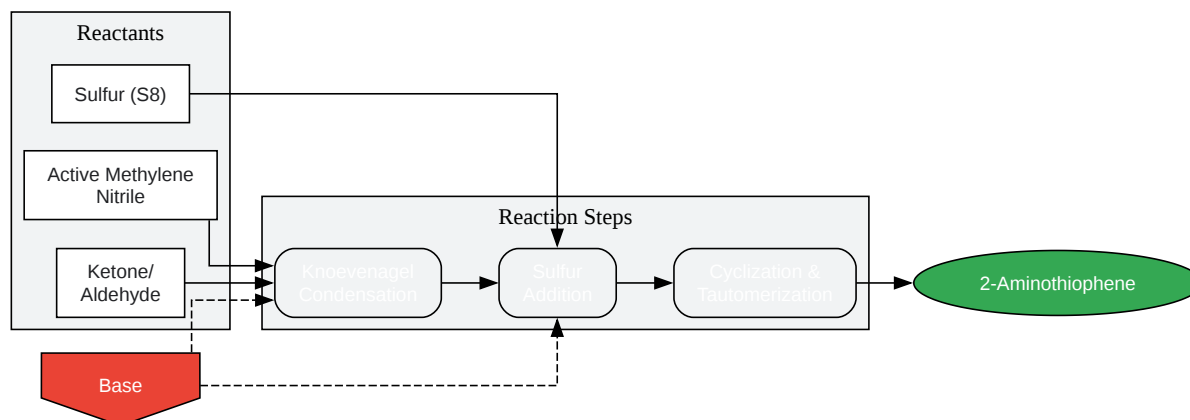 Reactants
Sulfur (S8)
Active Methylene
Nitrile
Ketone/
Aldehyde
Base
Reaction Steps
Knoevenagel
Condensation
Sulfur
Addition
Cyclization &
Tautomerization
2-Aminothiophene